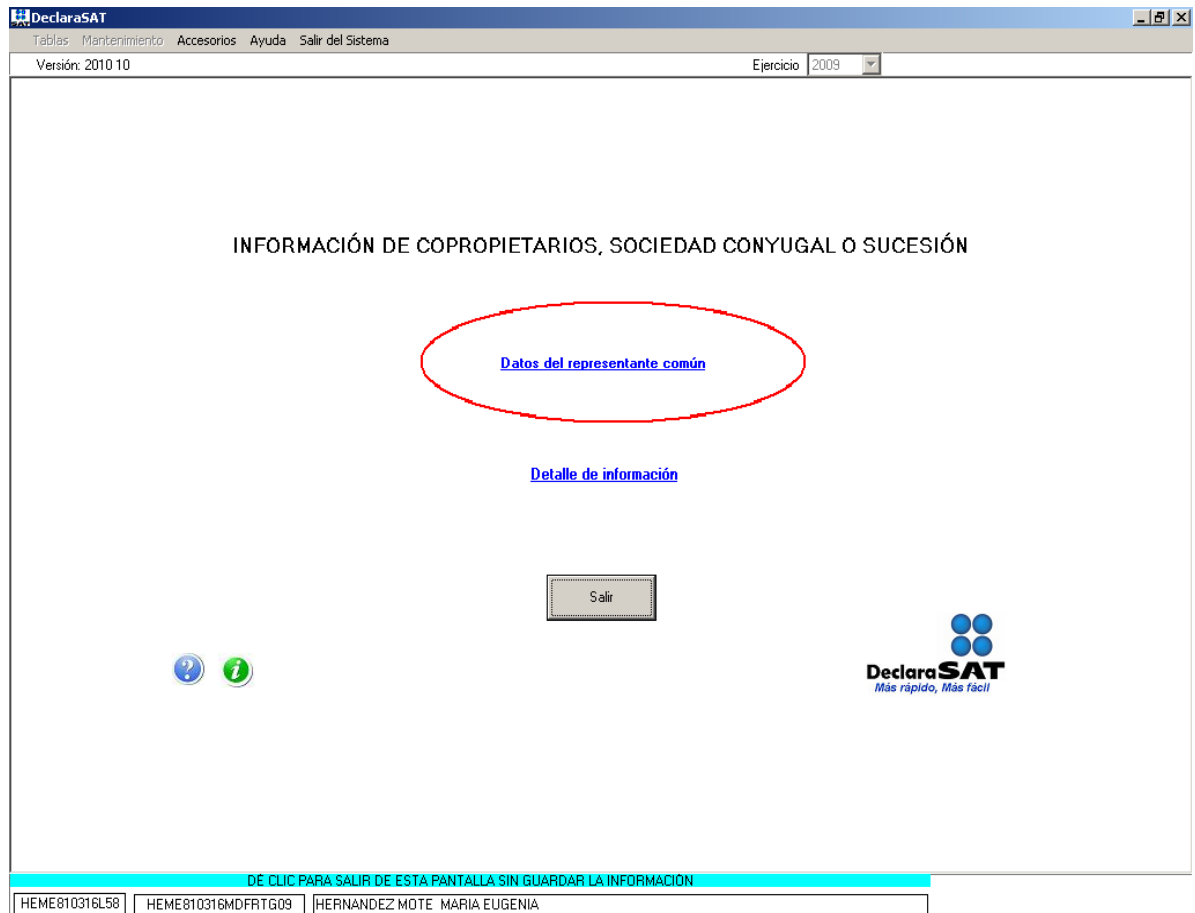 DeclaraSAT
Tablas Mantenimiento Accesorios Ayuda Salir del Sistema
Versión: 2010 10 Ejercicio 2009
INFORMACIÓN DE COPROPIETARIOS, SOCIEDAD CONYUGAL O SUCESIÓN
Datos del representante común
Detalle de información
Salir
DeclaraSAT
Más rápido, Más fácil
DÉ CLIC PARA SALIR DE ESTA PANTALLA SIN GUARDAR LA INFORMACIÓN
HEME810316L58 HEME810316MDFRTG09 HERNANDEZ MOTE MARIA EUGENIA